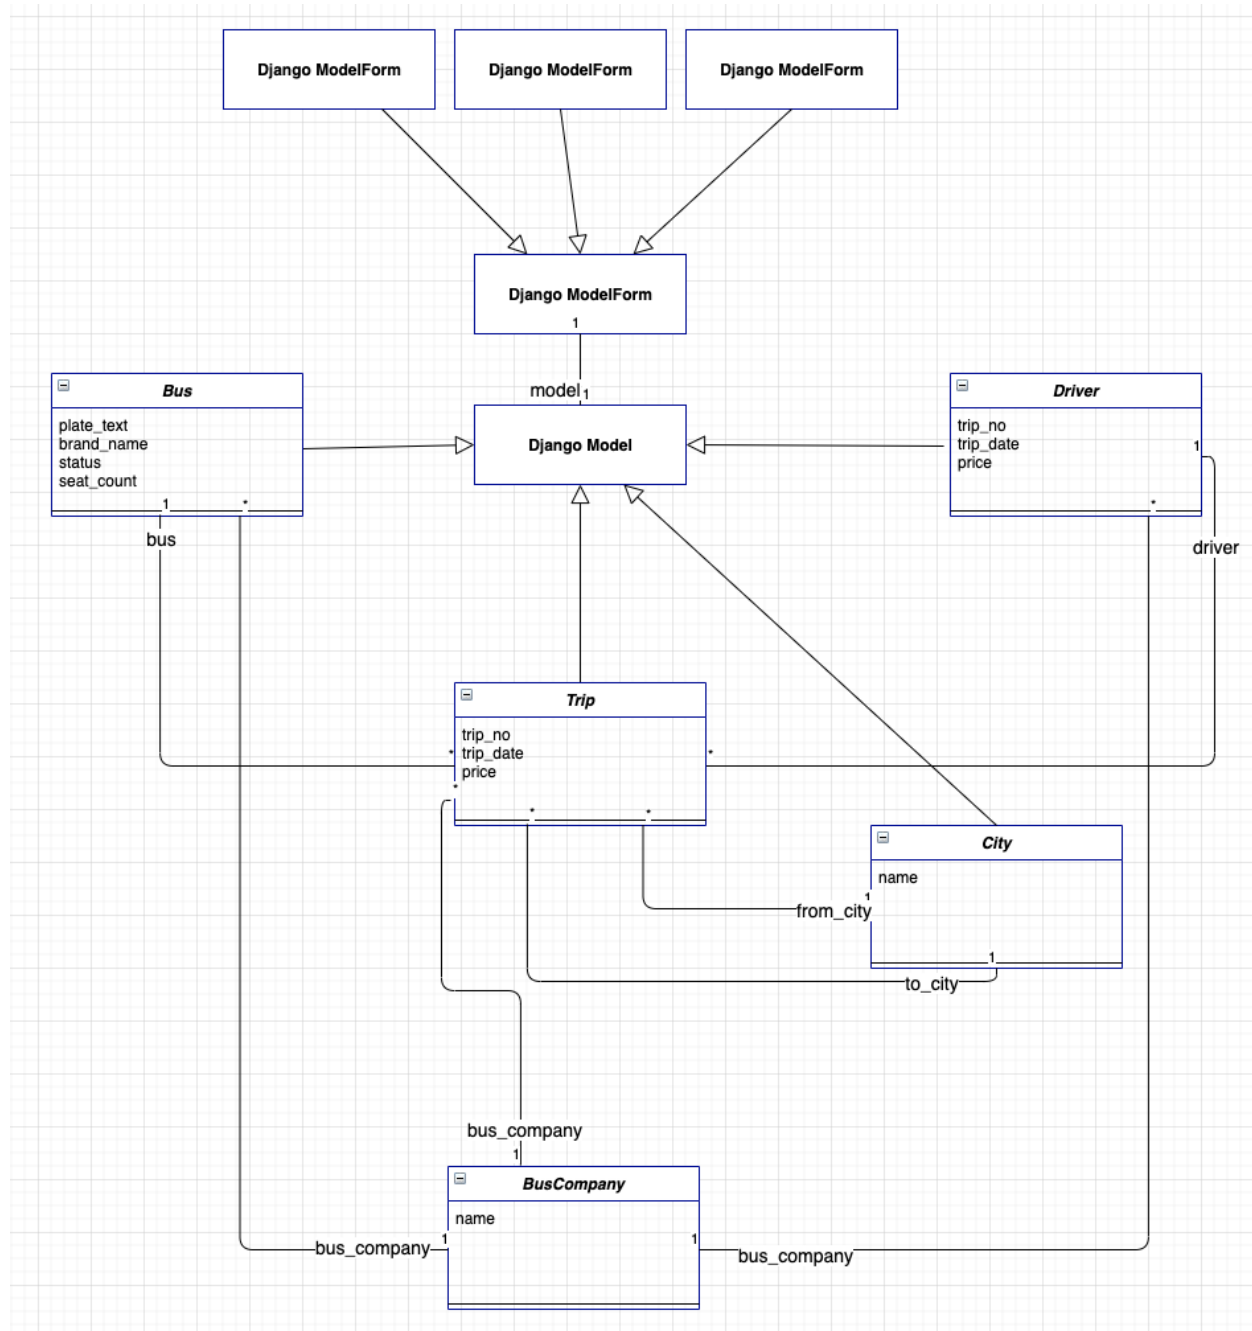 Django ModelForm
Django ModelForm
Django ModelForm
Django ModelForm
1
model
1
Django Model
Bus
plate_text
brand_name
status
seat_count
1
*
bus
Driver
trip_no
trip_date
price
1
*
driver
Trip
trip_no
trip_date
price
*
*
*
*
*
City
name
1
from_city
1
to_city
bus_company
1
BusCompany
name
1
1
bus_company
bus_company